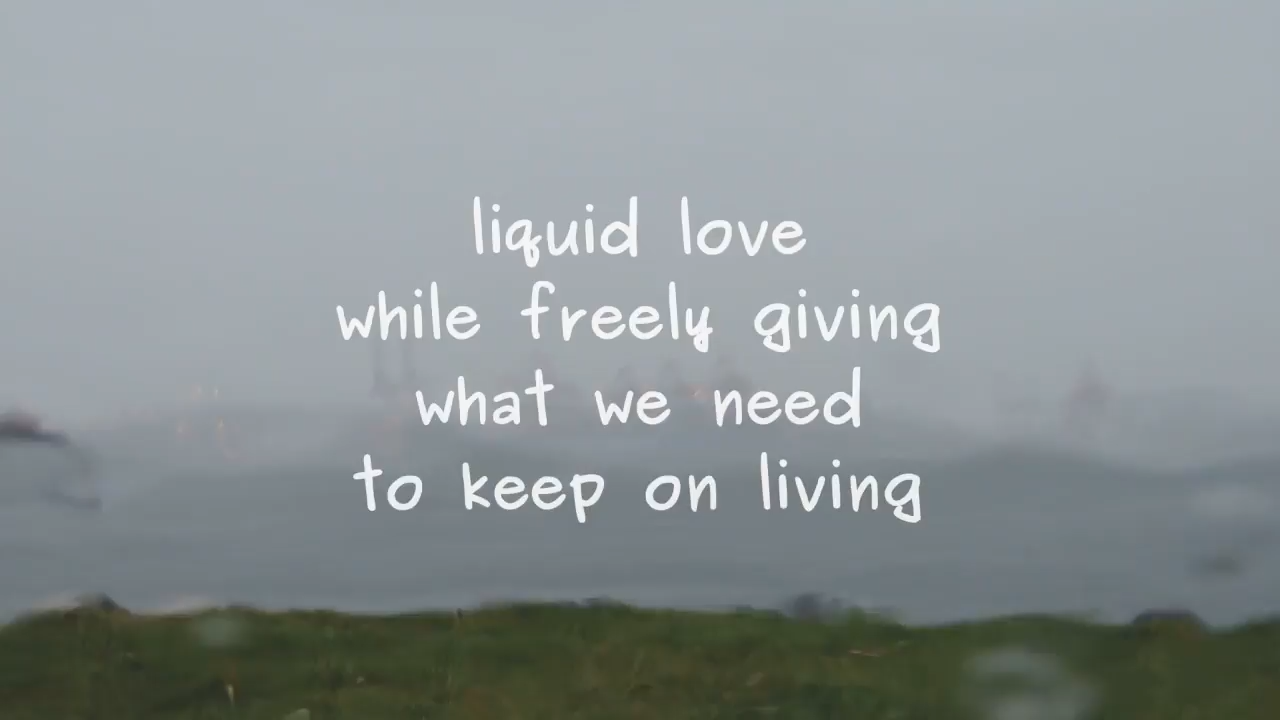 liquid love
while freely giving
what we need
to keep on living